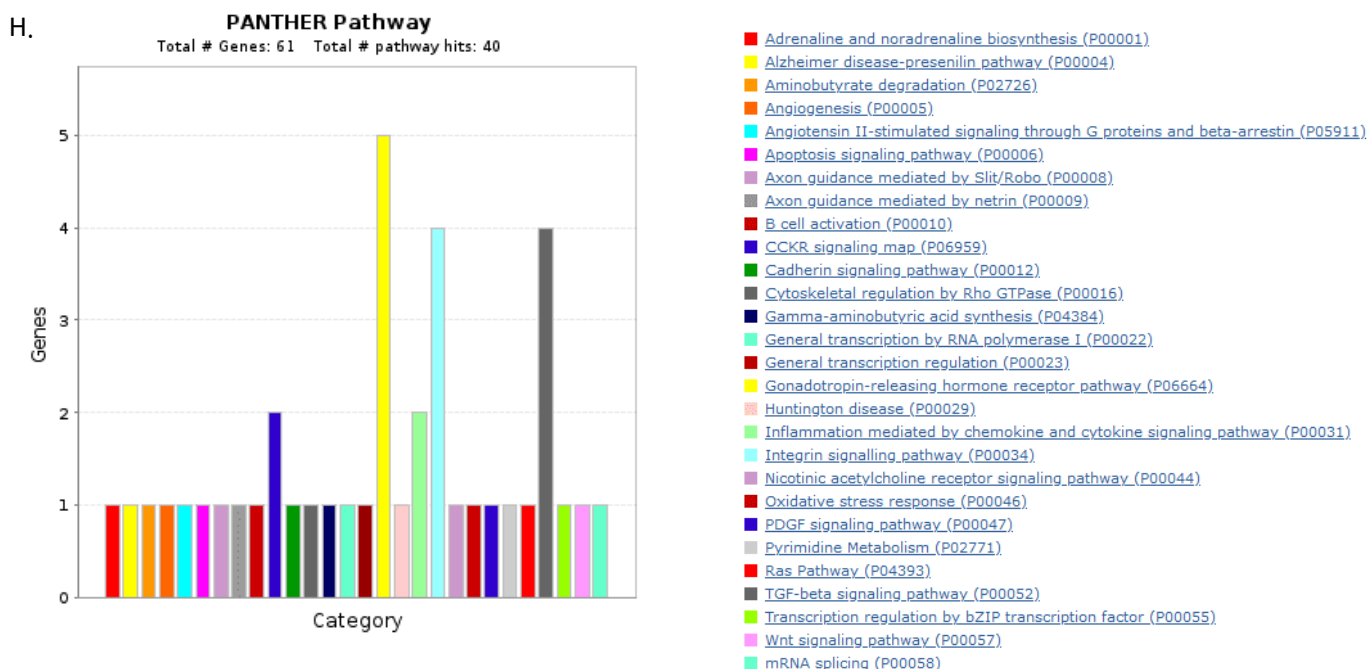 H.
PANTHER Pathway
Total # Genes: 61 Total # pathway hits: 40
5
4
3
2
1
0
Genes
Category
Adrenaline and noradrenaline biosynthesis (P00001)
Alzheimer disease-presenilin pathway (P00004)
Aminobutyrate degradation (P02726)
Angiogenesis (P00005)
Angiotensin II-stimulated signaling through G proteins and beta-arrestin (P05911)
Apoptosis signaling pathway (P00006)
Axon guidance mediated by Slit/Robo (P00008)
Axon guidance mediated by netrin (P00009)
B cell activation (P00010)
CCKR signaling map (P06959)
Cadherin signaling pathway (P00012)
Cytoskeletal regulation by Rho GTPase (P00016)
Gamma-aminobutyric acid synthesis (P04384)
General transcription by RNA polymerase I (P00022)
General transcription regulation (P00023)
Gonadotropin-releasing hormone receptor pathway (P06664)
Huntington disease (P00029)
Inflammation mediated by chemokine and cytokine signaling pathway (P00031)
Integrin signalling pathway (P00034)
Nicotinic acetylcholine receptor signaling pathway (P00044)
Oxidative stress response (P00046)
PDGF signaling pathway (P00047)
Pyrimidine Metabolism (P02771)
Ras Pathway (P04393)
TGF-beta signaling pathway (P00052)
Transcription regulation by bZIP transcription factor (P00055)
Wnt signaling pathway (P00057)
mRNA splicing (P00058)